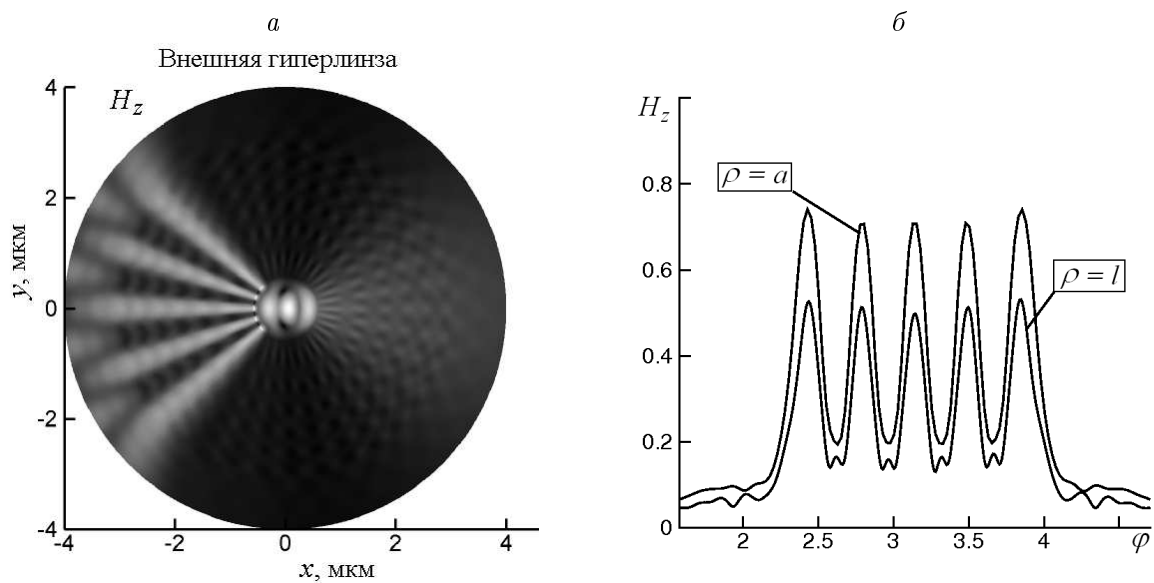 а
Внешняя гиперлинза
H_z
4
2
0
-2
-4
y, мкм
-4
-2
0
2
4
x, мкм
б
H_z
0.8
0.6
0.4
0.2
0
ρ = a
ρ = l
2
2.5
3
3.5
4
φ